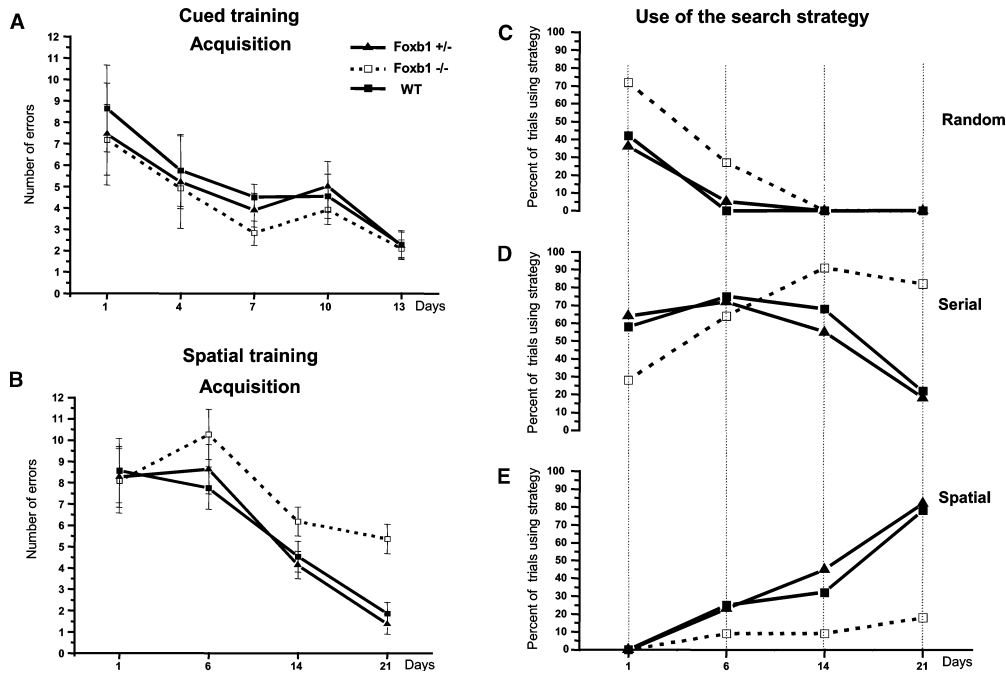 A
Cued training
Acquisition
Number of errors
12
11
10
9
8
7
6
5
4
3
2
1
0
1 4 7 10 13 Days
Foxb1 +/-
Foxb1 -/-
WT
B
Spatial training
Acquisition
Number of errors
12
11
10
9
8
7
6
5
4
3
2
1
0
1 6 14 21 Days
Use of the search strategy
C
Percent of trials using strategy
100
90
80
70
60
50
40
30
20
10
0
Random
D
Percent of trials using strategy
100
90
80
70
60
50
40
30
20
10
0
Serial
E
Percent of trials using strategy
100
90
80
70
60
50
40
30
20
10
0
Spatial
1 6 14 21 Days